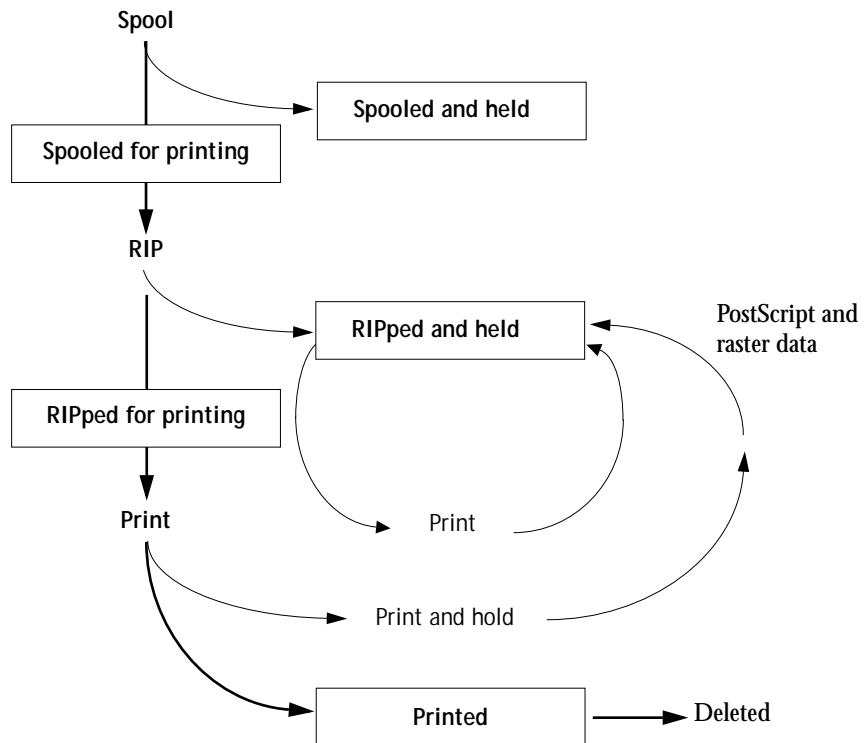 Spool
Spooled and held
Spooled for printing
RIP
RIPped and held
PostScript and
raster data
RIPped for printing
Print
Print
Print and hold
Printed
Deleted